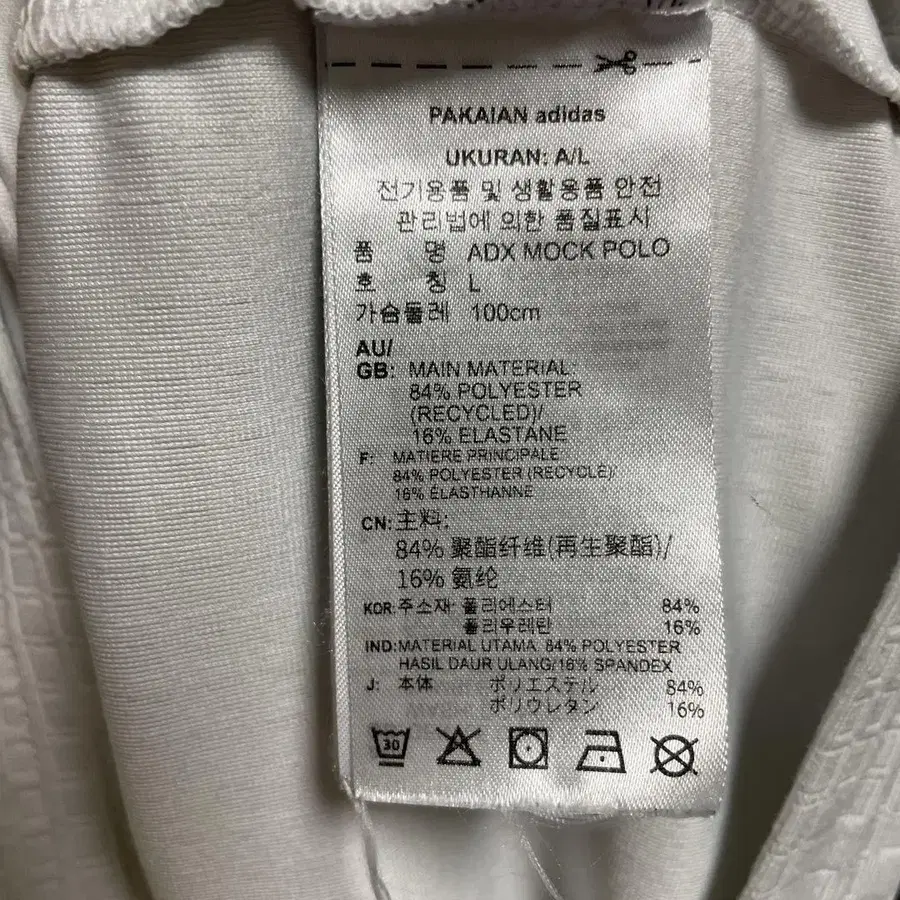 PAKAIAN adidas
UKURAN: A/L
전기용품 및 생활용품 안전
관리법에 의한 품질표시
품 명 ADX MOCK POLO
호 칭 L
가슴둘레 100cm
AU/
GB: MAIN MATERIAL:
84% POLYESTER
(RECYCLED)/
16% ELASTANE
F: MATIERE PRINCIPALE
84% POLYESTER (RECYCLÉ)/
16% ÉLASTHANNE
CN: 主料:
84% 聚酯纤维(再生聚酯)/
16% 氨纶
KOR: 주소재: 폴리에스터 84%
폴리우레탄 16%
IND: MATERIAL UTAMA: 84% POLYESTER
HASIL DAUR ULANG/16% SPANDEX
J: 本体 ポリエステル 84%
ポリウレタン 16%
30